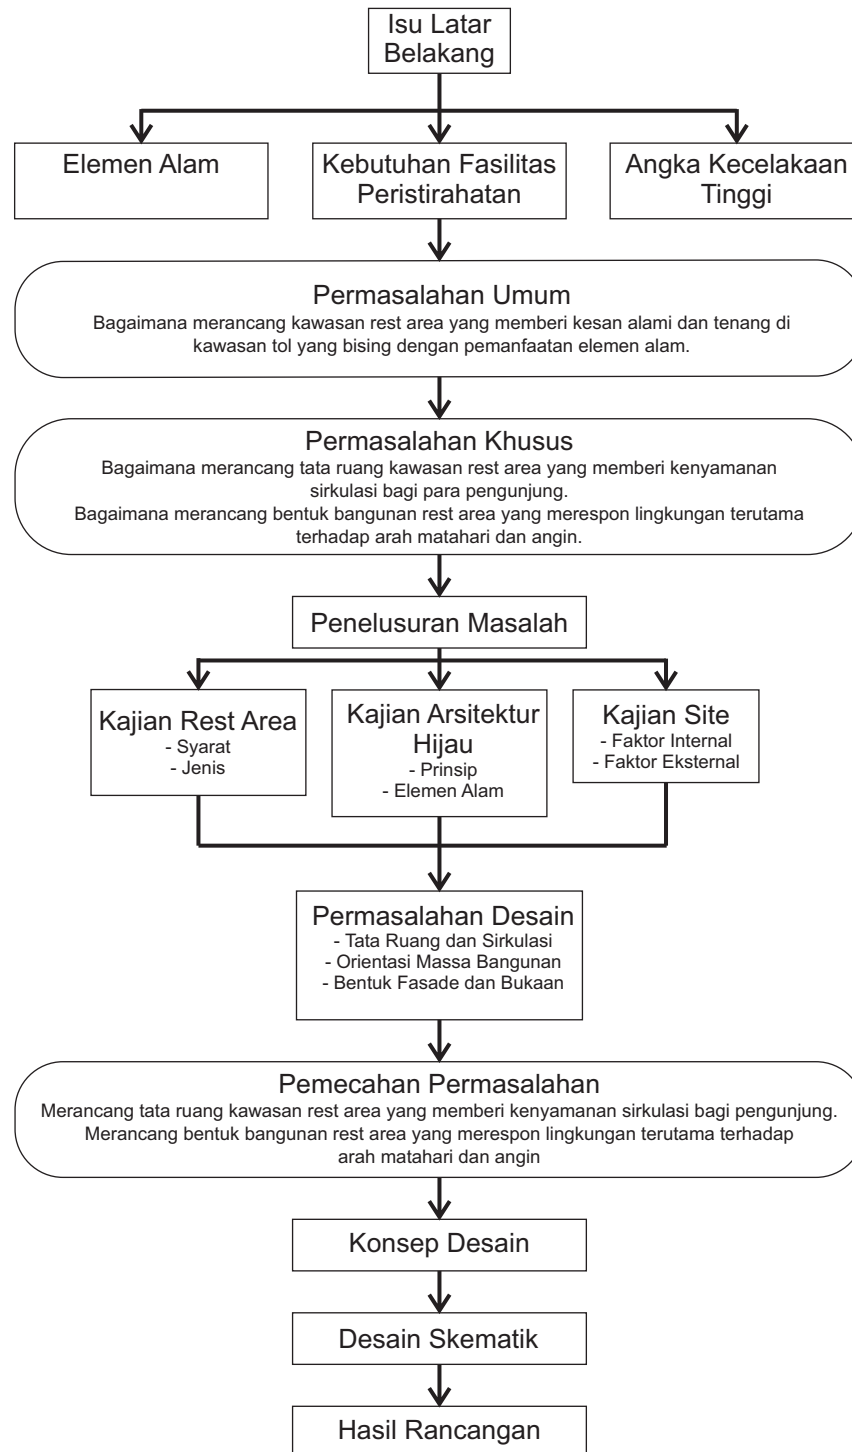 Isu Latar
Belakang
Elemen Alam
Kebutuhan Fasilitas
Peristirahatan
Angka Kecelakaan
Tinggi
Permasalahan Umum
Bagaimana merancang kawasan rest area yang memberi kesan alami dan tenang di
kawasan tol yang bising dengan pemanfaatan elemen alam.
Permasalahan Khusus
Bagaimana merancang tata ruang kawasan rest area yang memberi kenyamanan
sirkulasi bagi para pengunjung.
Bagaimana merancang bentuk bangunan rest area yang merespon lingkungan terutama
terhadap arah matahari dan angin.
Penelusuran Masalah
Kajian Rest Area
- Syarat
- Jenis
Kajian Arsitektur
Hijau
- Prinsip
- Elemen Alam
Kajian Site
- Faktor Internal
- Faktor Eksternal
Permasalahan Desain
- Tata Ruang dan Sirkulasi
- Orientasi Massa Bangunan
- Bentuk Fasade dan Bukaan
Pemecahan Permasalahan
Merancang tata ruang kawasan rest area yang memberi kenyamanan sirkulasi bagi pengunjung.
Merancang bentuk bangunan rest area yang merespon lingkungan terutama terhadap
arah matahari dan angin
Konsep Desain
Desain Skematik
Hasil Rancangan